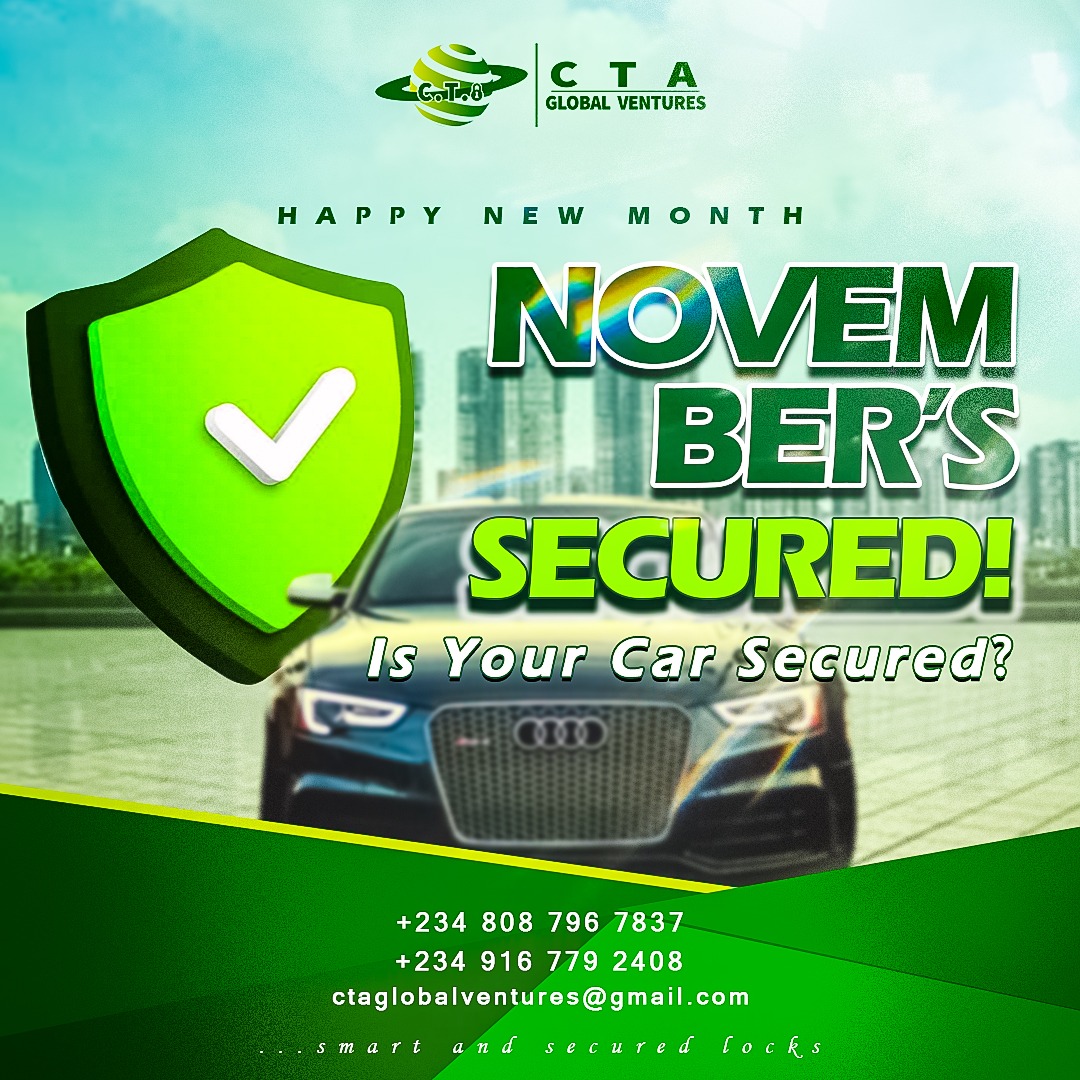 C.T.A
C T A
GLOBAL VENTURES
HAPPY NEW MONTH
NOVEM
BER'S
SECURED!
Is Your Car Secured?
+234 808 796 7837
+234 916 779 2408
ctaglobalventures@gmail.com
...smart and secured locks